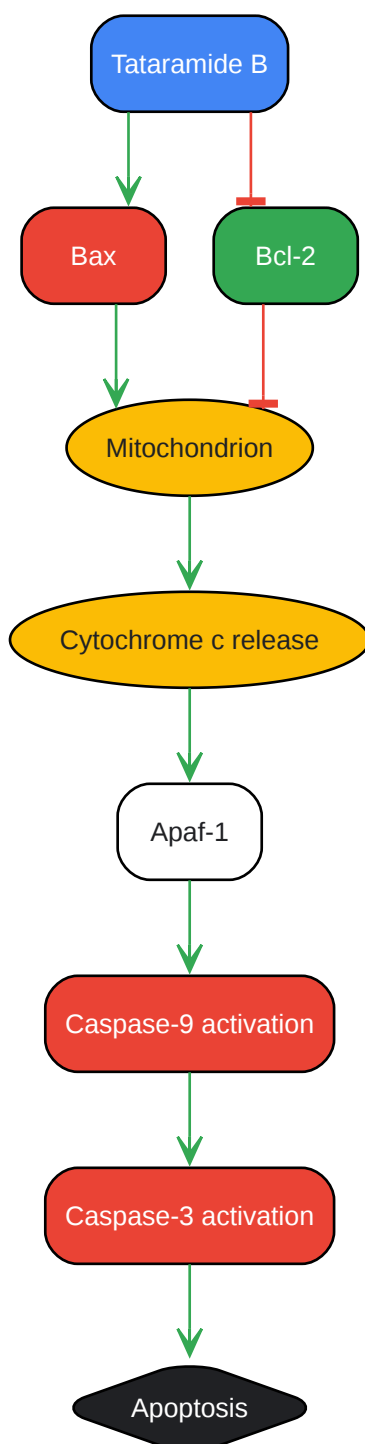 Tataramide B
Bax
Bcl-2
Mitochondrion
Cytochrome c release
Apaf-1
Caspase-9 activation
Caspase-3 activation
Apoptosis